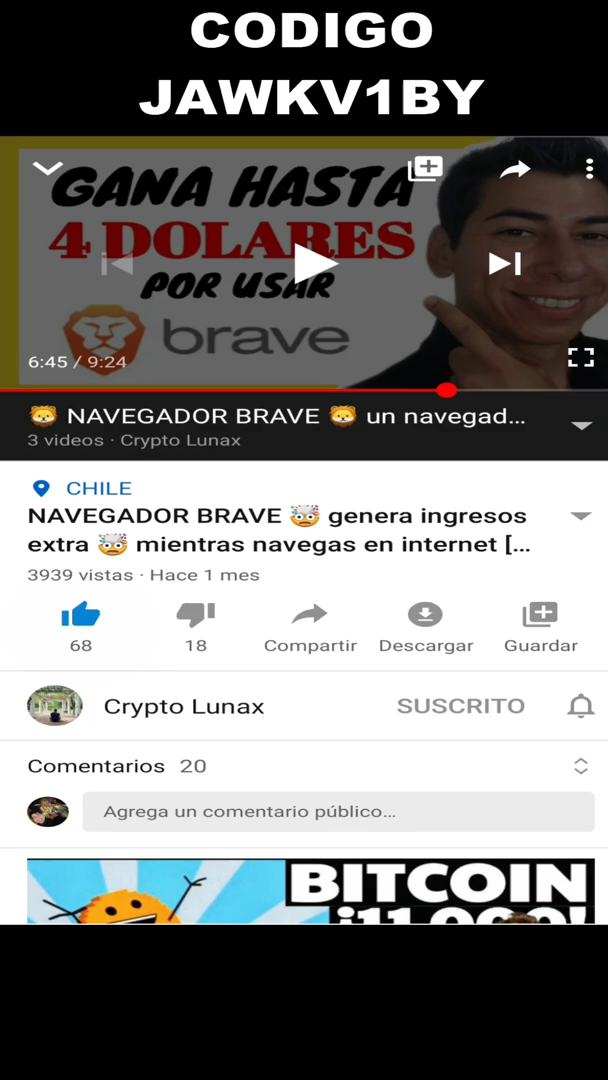 CODIGO
JAWKV1BY
GANA HASTA
4 DOLARES
POR USAR
brave
6:45 / 9:24
🦁 NAVEGADOR BRAVE 🦁 un navegad...
3 videos · Crypto Lunax
CHILE
NAVEGADOR BRAVE 🤯 genera ingresos
extra 🤯 mientras navegas en internet [...
3939 vistas · Hace 1 mes
68
18
Compartir
Descargar
Guardar
Crypto Lunax
SUSCRITO
Comentarios 20
Agrega un comentario público...
BITCOIN
¡11.000!